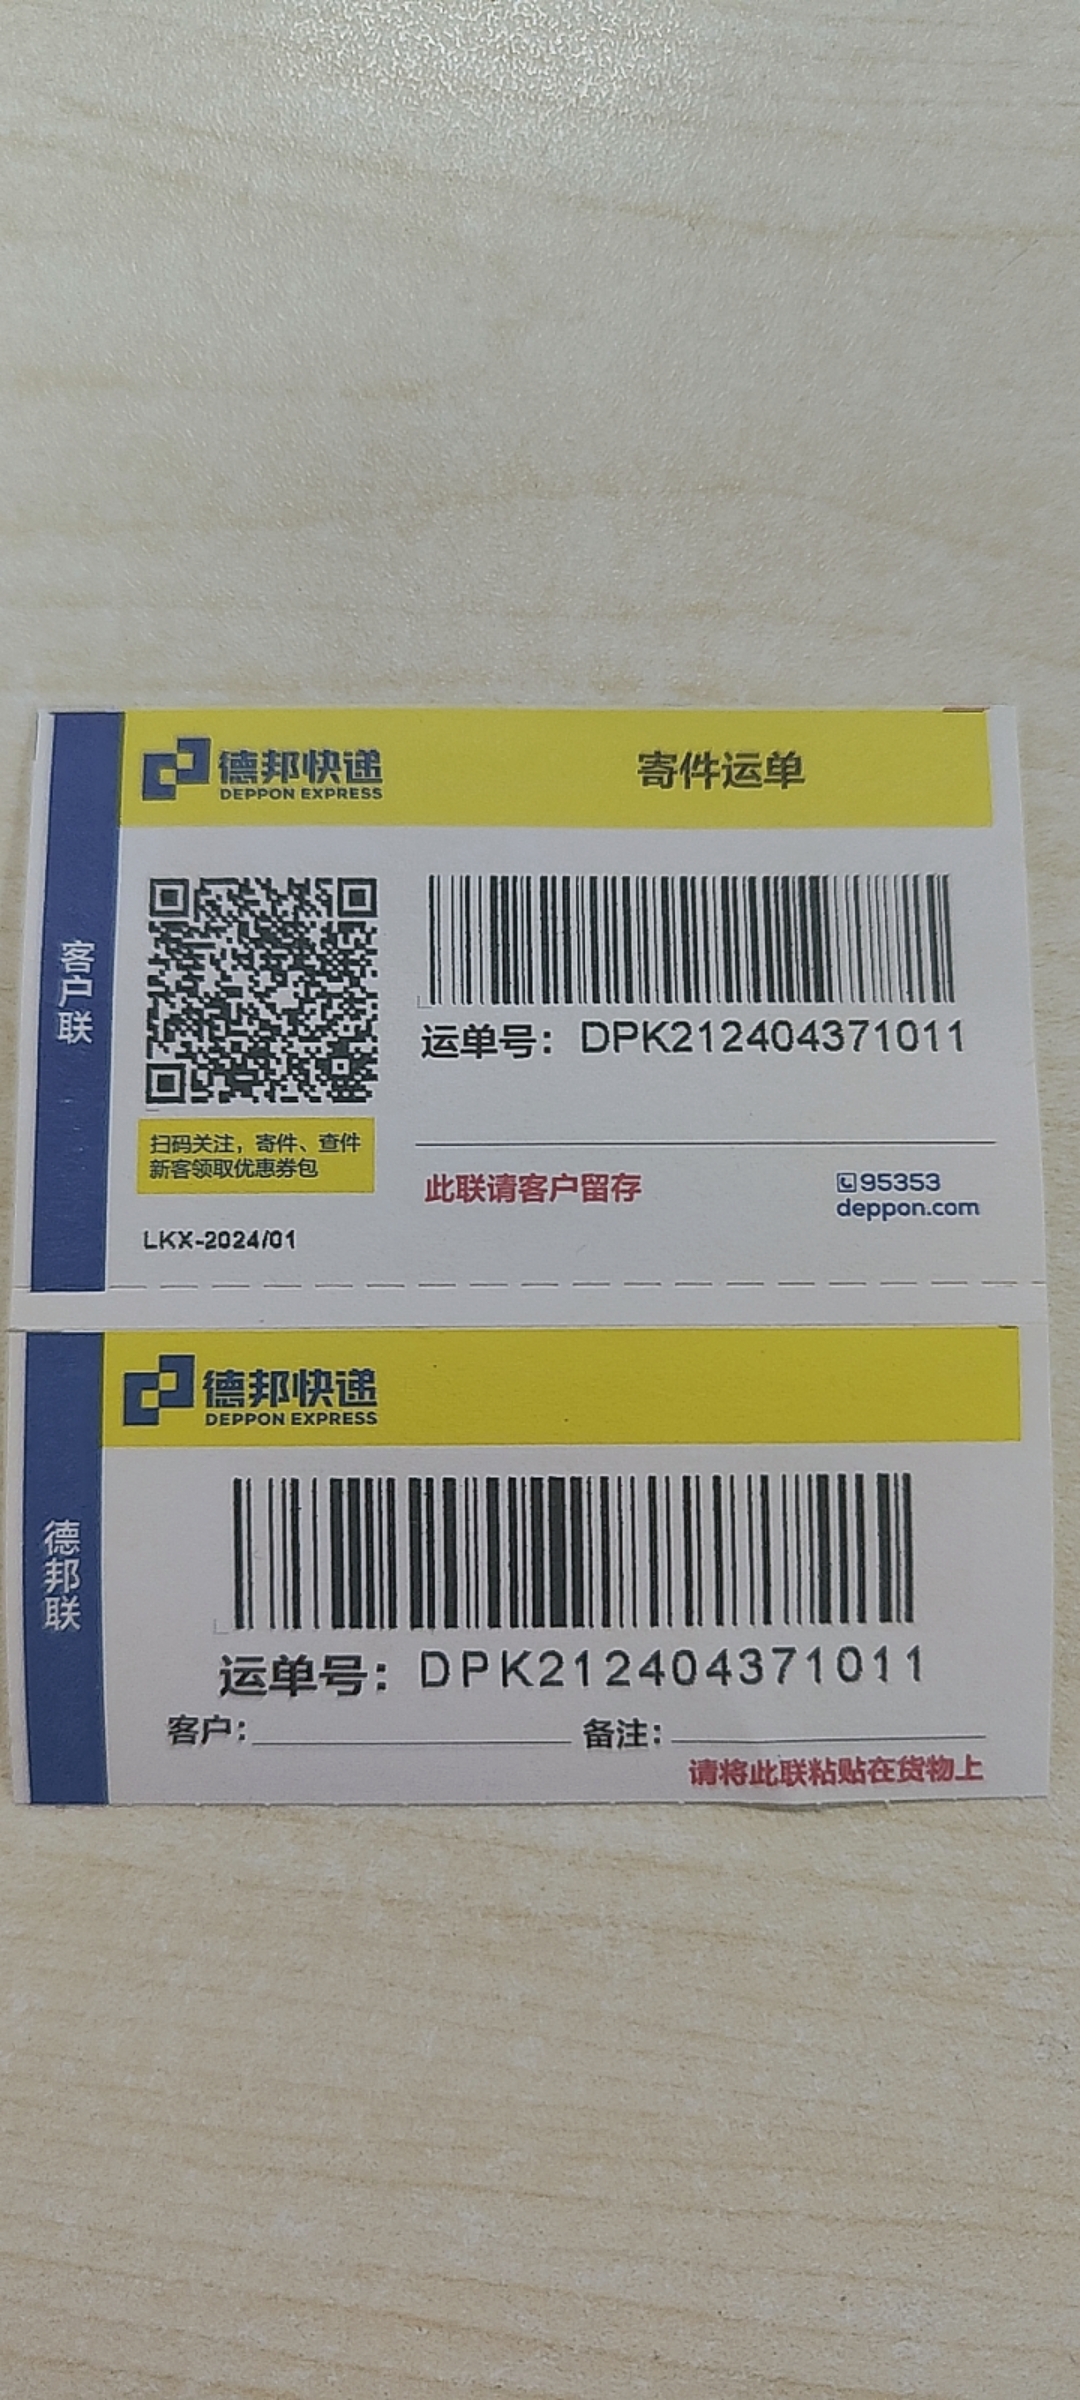 德邦快递
DEPPON EXPRESS
寄件运单
客户联
运单号：DPK212404371011
扫码关注，寄件、查件
新客领取优惠券包
此联请客户留存
95353
deppon.com
LKX-2024/01
德邦快递
DEPPON EXPRESS
德邦联
运单号：DPK212404371011
客户：
备注：
请将此联粘贴在货物上